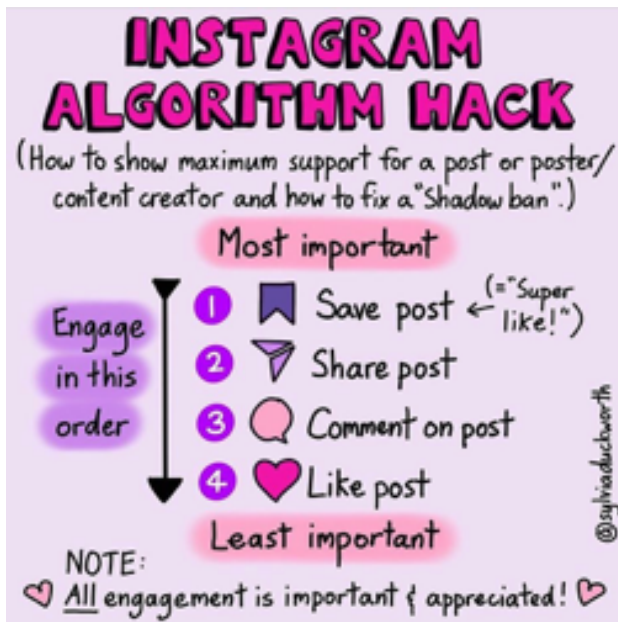 INSTAGRAM
ALGORITHM HACK
(How to show maximum support for a post or poster/
content creator and how to fix a "Shadow ban".)
Most important
Engage
in this
order
1 Save post
(="Super
like!")
2 Share post
3 Comment on post
4 Like post
Least important
@sylviaduckworth
NOTE:
All engagement is important & appreciated!